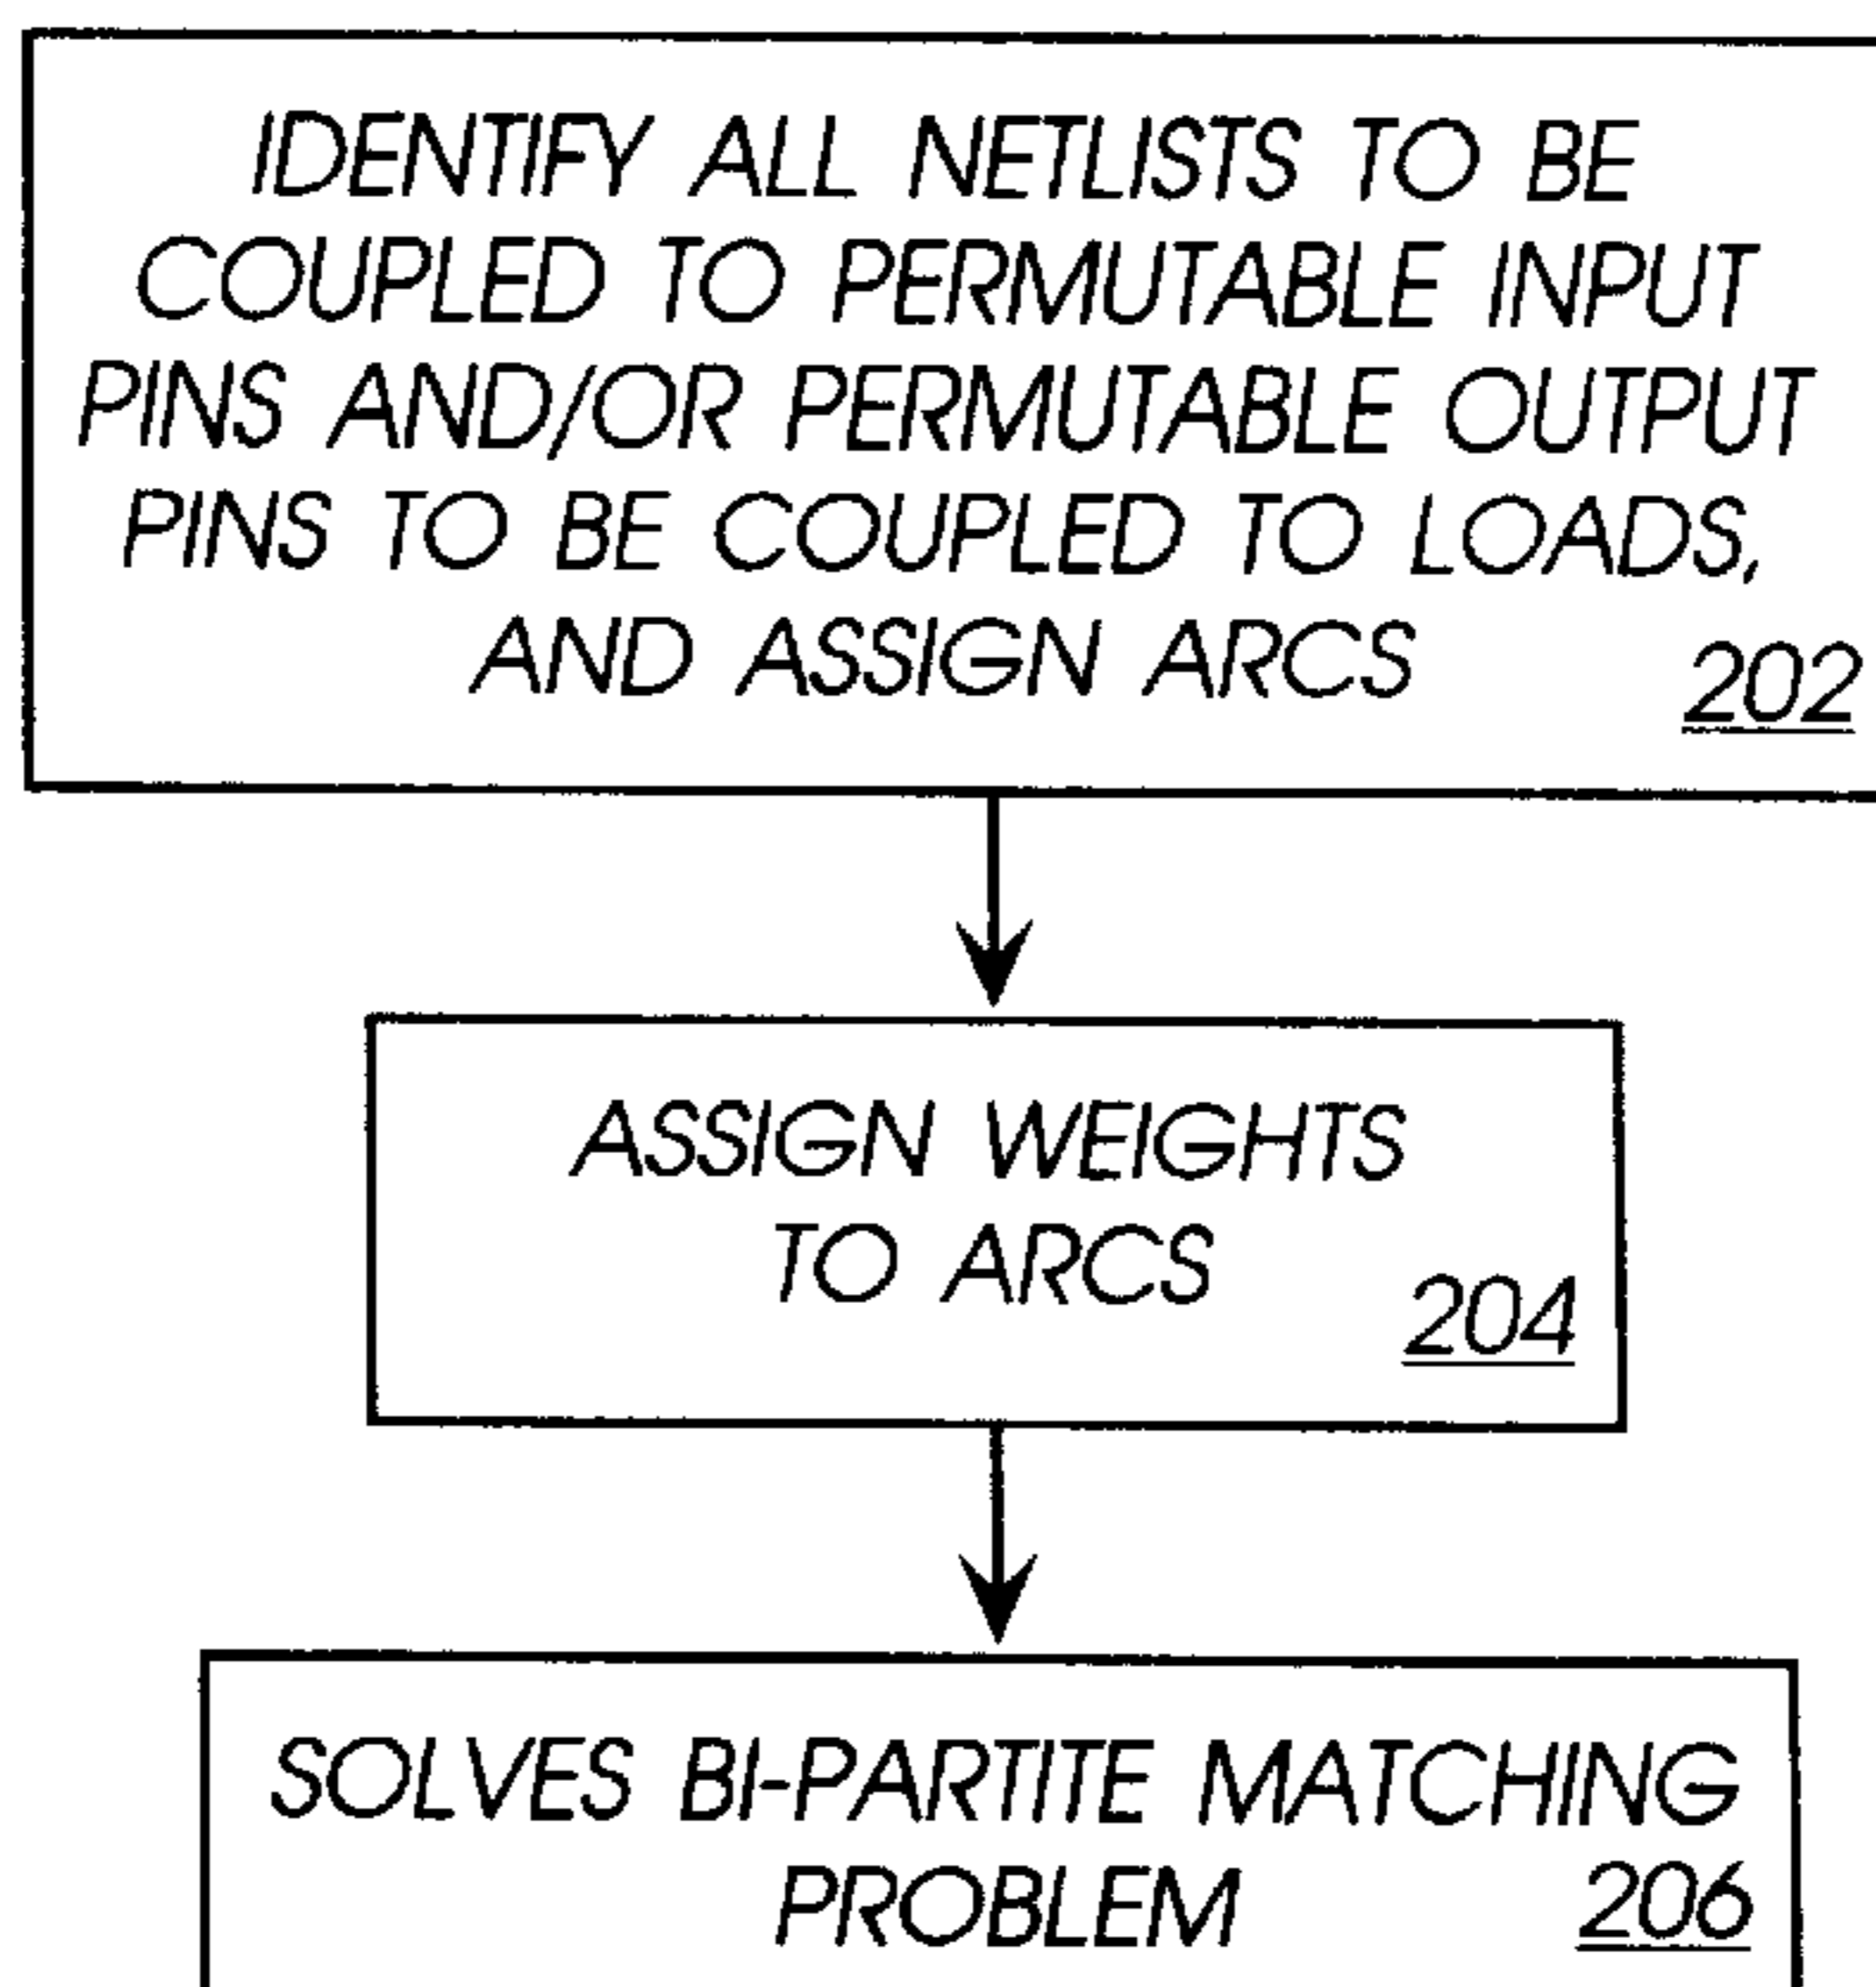 IDENTIFY ALL NETLISTS TO BE
COUPLED TO PERMUTABLE INPUT
PINS AND/OR PERMUTABLE OUTPUT
PINS TO BE COUPLED TO LOADS,
AND ASSIGN ARCS
202
ASSIGN WEIGHTS
TO ARCS
204
SOLVES BI-PARTITE MATCHING
PROBLEM
206